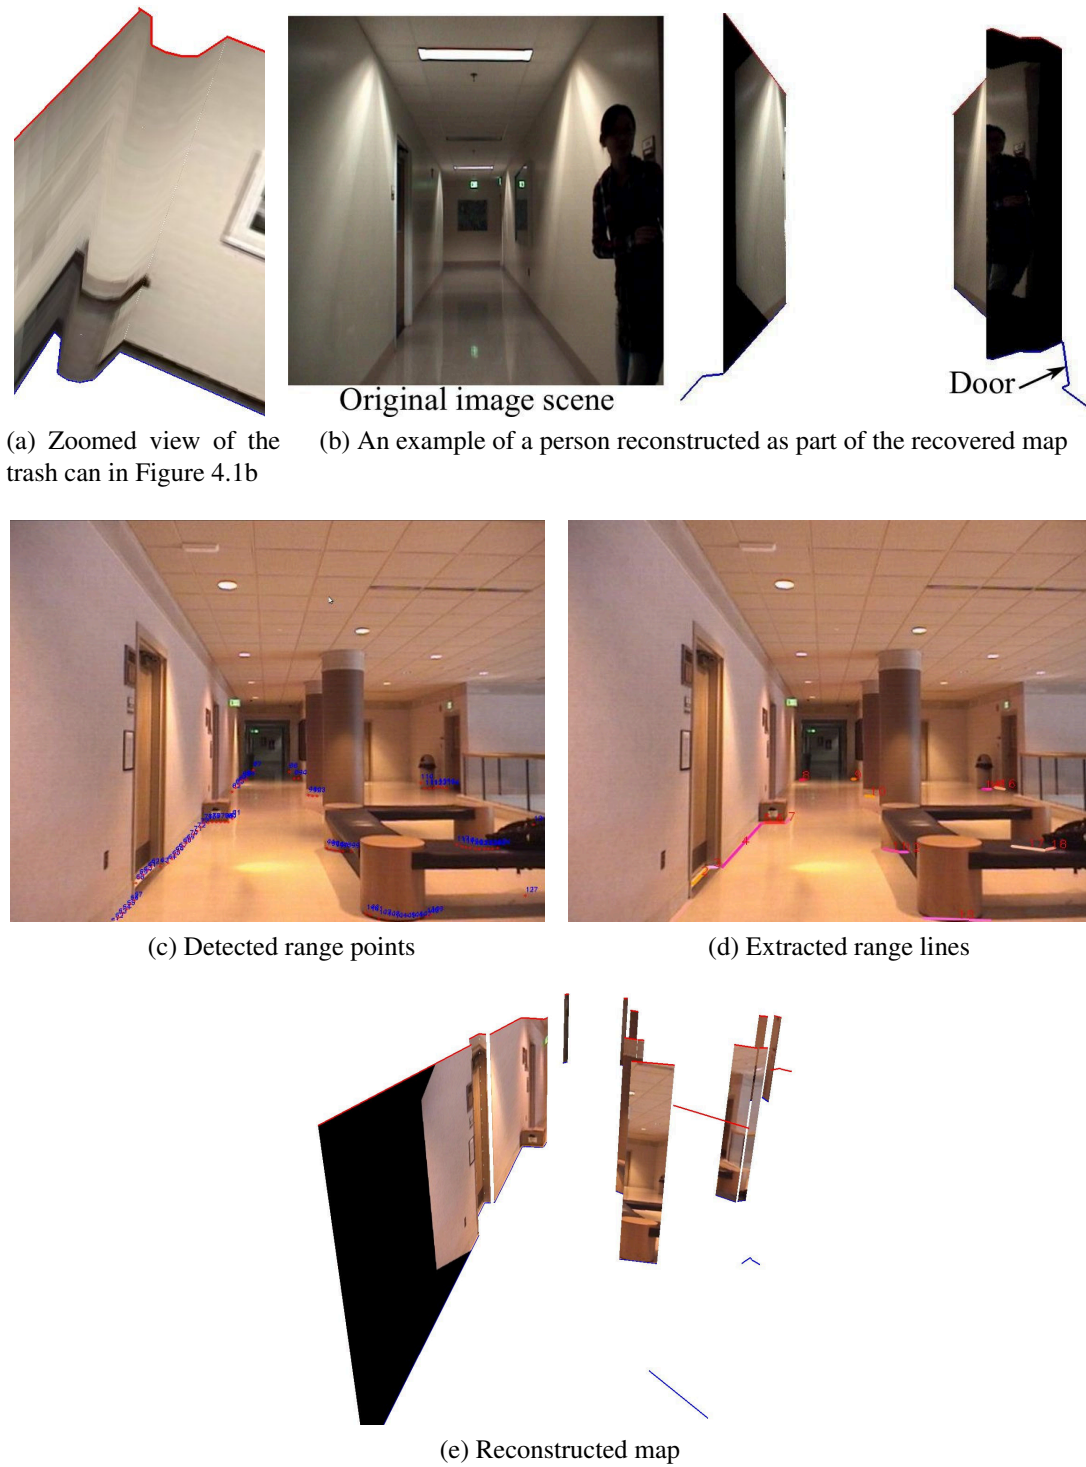 Original image scene
Door
(a) Zoomed view of the
trash can in Figure 4.1b
(b) An example of a person reconstructed as part of the recovered map
(c) Detected range points
(d) Extracted range lines
(e) Reconstructed map